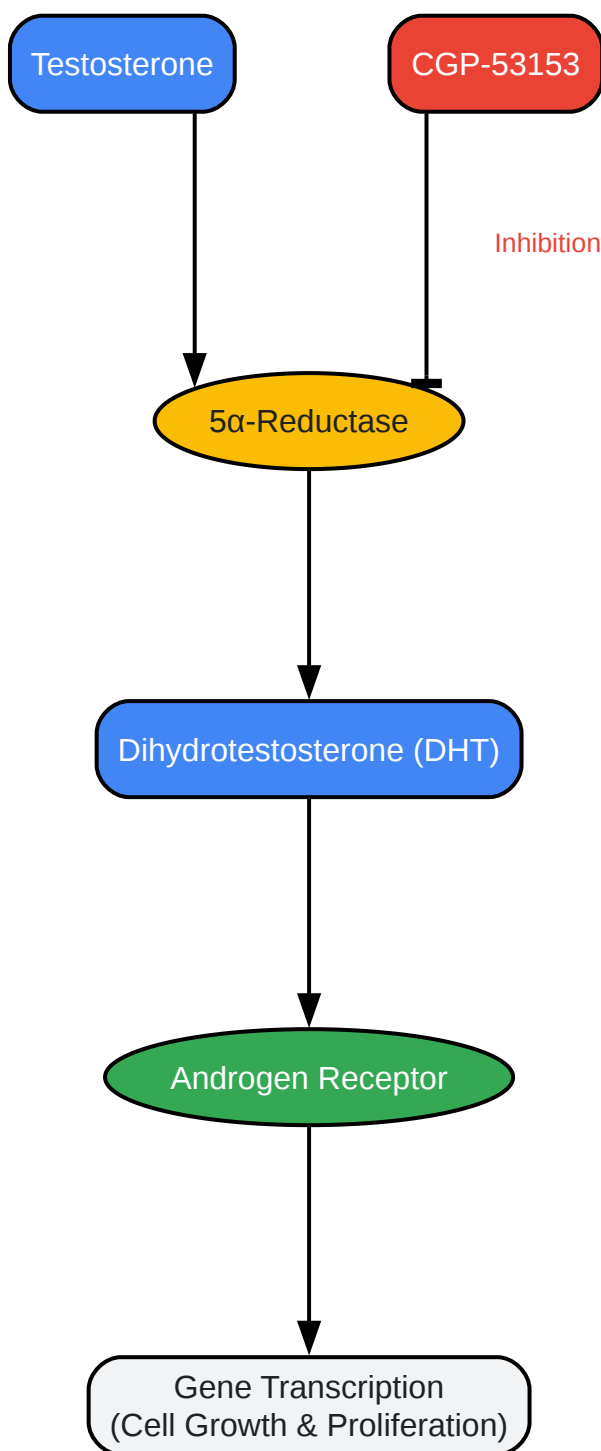 Testosterone
CGP-53153
Inhibition
5α-Reductase
Dihydrotestosterone (DHT)
Androgen Receptor
Gene Transcription
(Cell Growth & Proliferation)